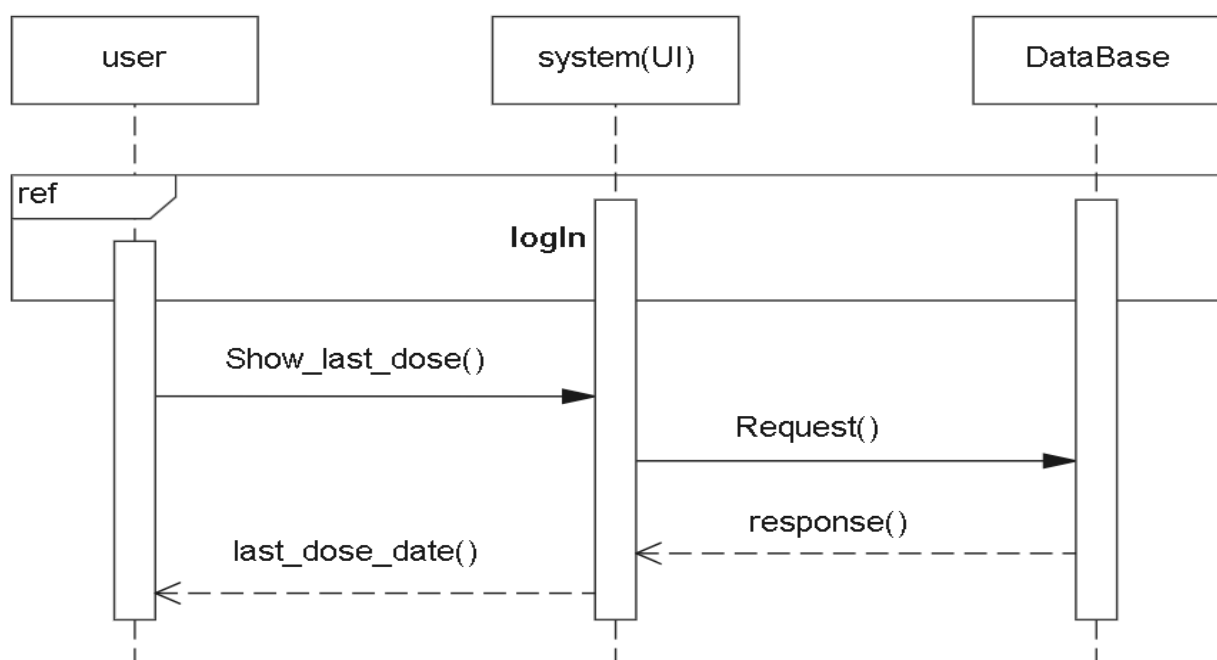 user
system(UI)
DataBase
ref
logIn
Show_last_dose()
Request()
response()
last_dose_date()